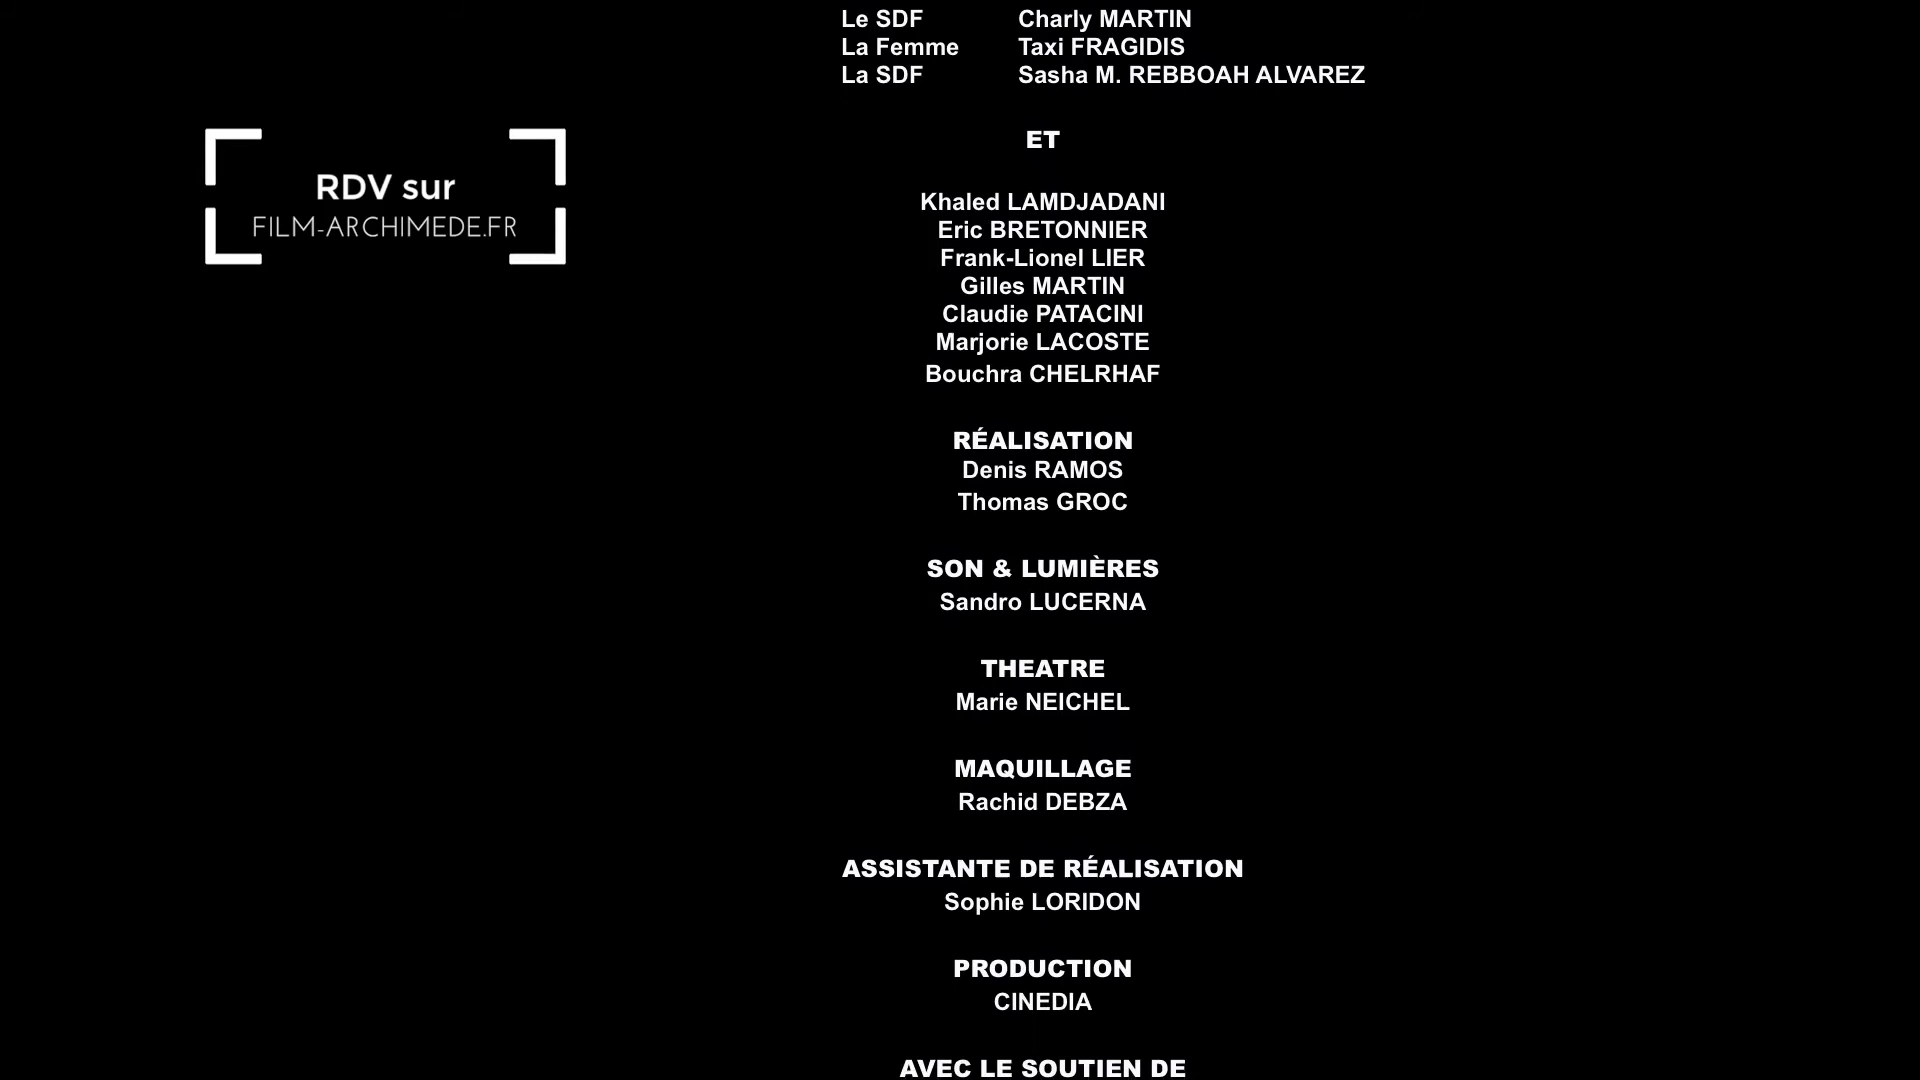 Le SDF Charly MARTIN
La Femme Taxi FRAGIDIS
La SDF Sasha M. REBBOAH ALVAREZ
ET
RDV sur
FILM-ARCHIMEDE.FR
Khaled LAMDJADANI
Eric BRETONNIER
Frank-Lionel LIER
Gilles MARTIN
Claudie PATACINI
Marjorie LACOSTE
Bouchra CHELRHAF
RÉALISATION
Denis RAMOS
Thomas GROC
SON & LUMIÈRES
Sandro LUCERNA
THEATRE
Marie NEICHEL
MAQUILLAGE
Rachid DEBZA
ASSISTANTE DE RÉALISATION
Sophie LORIDON
PRODUCTION
CINEDIA
AVEC LE SOUTIEN DE